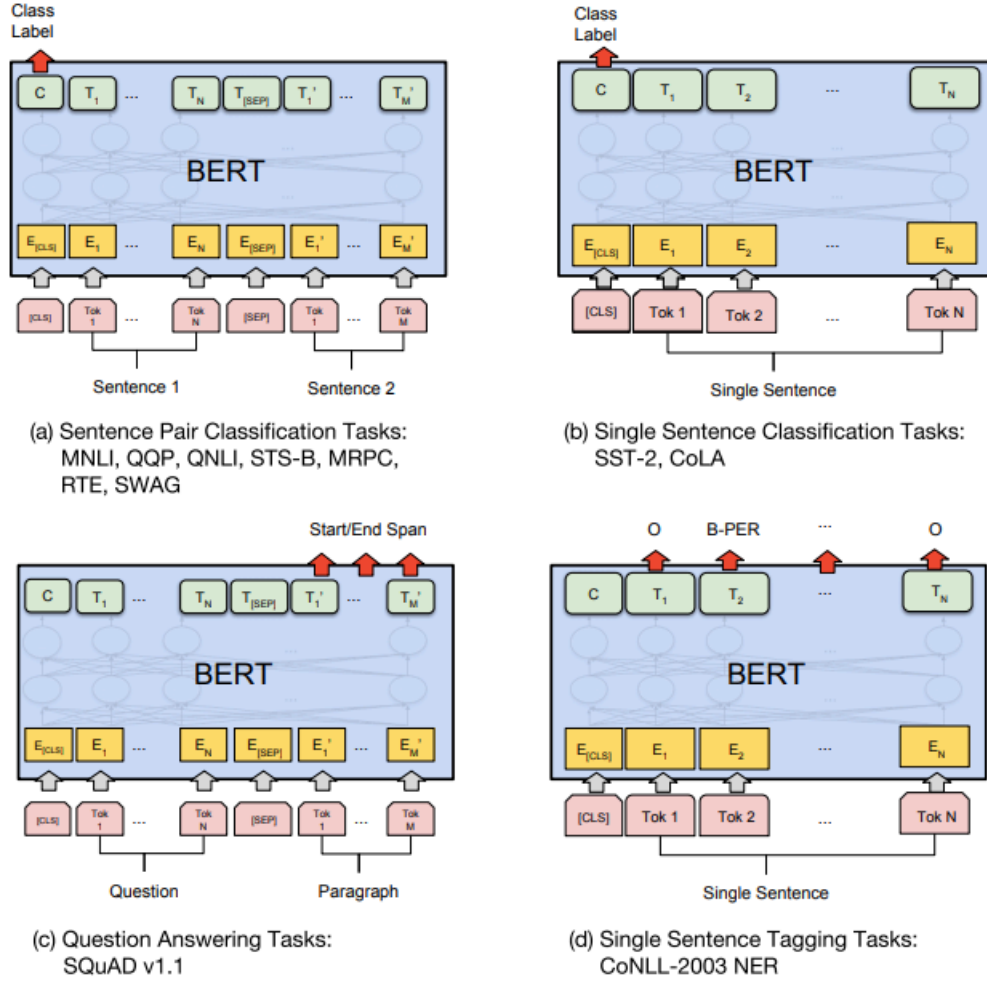 Class
Label
C T1 ... TN T[SEP] T1' ... TM'
...
BERT
...
E[CLS] E1 ... EN E[SEP] E1' ... EM'
[CLS] Tok 1 ... Tok N [SEP] Tok 1 ... Tok M
Sentence 1 Sentence 2
(a) Sentence Pair Classification Tasks:
MNLI, QQP, QNLI, STS-B, MRPC,
RTE, SWAG
Class
Label
C T1 T2 ... TN
...
BERT
...
E[CLS] E1 E2 ... EN
[CLS] Tok 1 Tok 2 ... Tok N
Single Sentence
(b) Single Sentence Classification Tasks:
SST-2, CoLA
Start/End Span
C T1 ... TN T[SEP] T1' ... TM'
...
BERT
...
E[CLS] E1 ... EN E[SEP] E1' ... EM'
[CLS] Tok 1 ... Tok N [SEP] Tok 1 ... Tok M
Question Paragraph
(c) Question Answering Tasks:
SQuAD v1.1
O B-PER ... O
C T1 T2 ... TN
...
BERT
...
E[CLS] E1 E2 ... EN
[CLS] Tok 1 Tok 2 ... Tok N
Single Sentence
(d) Single Sentence Tagging Tasks:
CoNLL-2003 NER